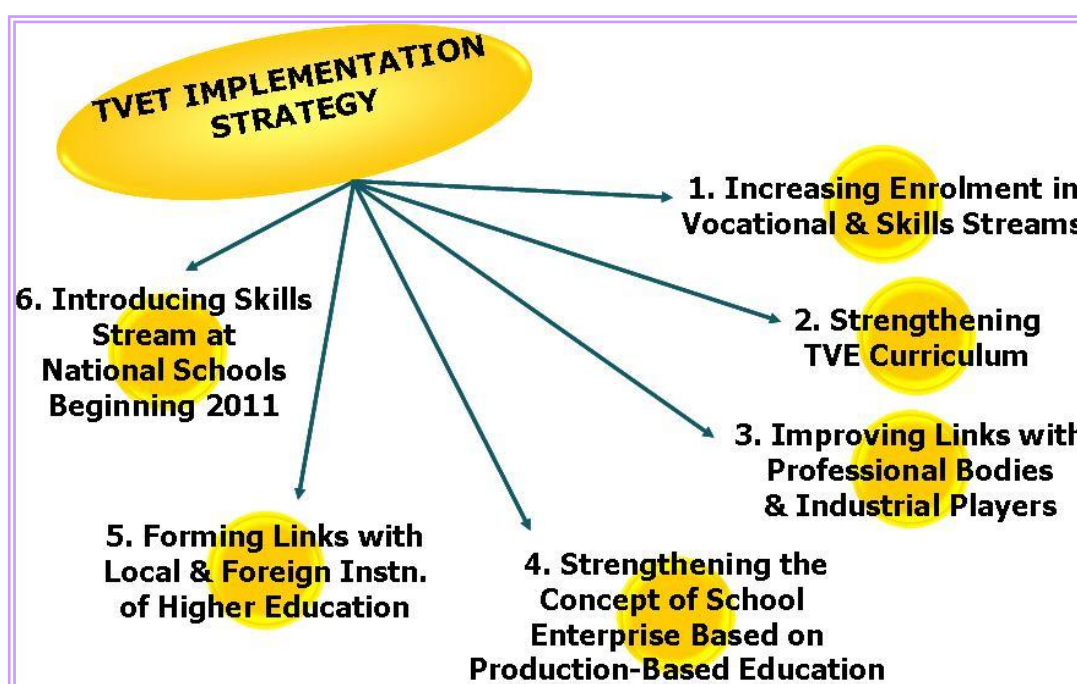 TVET IMPLEMENTATION
STRATEGY
1. Increasing Enrolment in
Vocational & Skills Streams
2. Strengthening
TVE Curriculum
3. Improving Links with
Professional Bodies
& Industrial Players
4. Strengthening the
Concept of School
Enterprise Based on
Production-Based Education
5. Forming Links with
Local & Foreign Instn.
of Higher Education
6. Introducing Skills
Stream at
National Schools
Beginning 2011